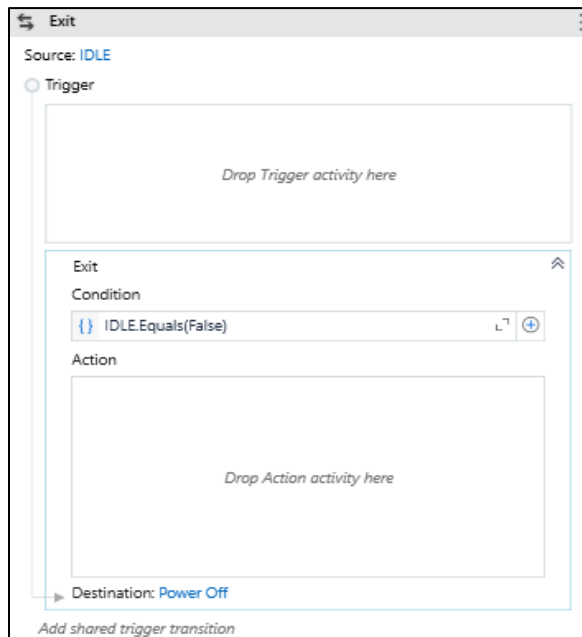 Exit
Source: IDLE
Trigger
Drop Trigger activity here
Exit
Condition
{} IDLE.Equals(False)
Action
Drop Action activity here
Destination: Power Off
Add shared trigger transition